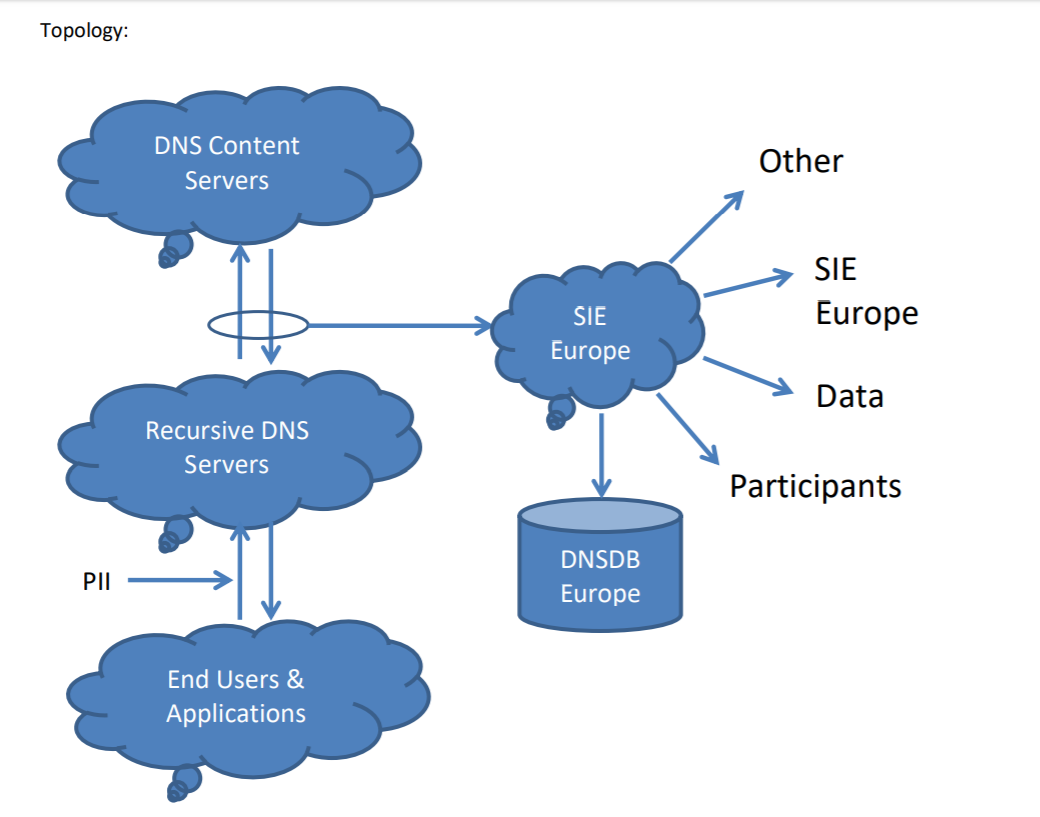 Topology:
DNS Content
Servers
Other
SIE
Europe
SIE
Europe
Data
Recursive DNS
Servers
Participants
DNSDB
Europe
PII
End Users &
Applications